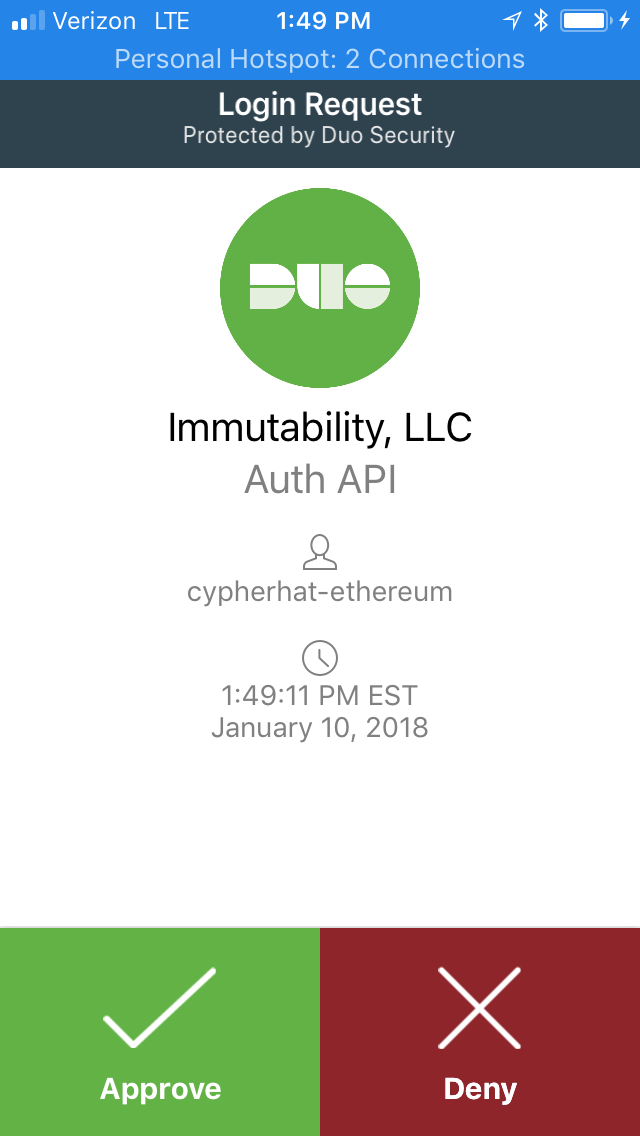 Verizon LTE 1:49 PM
Personal Hotspot: 2 Connections
Login Request
Protected by Duo Security
DUO
Immutability, LLC
Auth API
cypherhat-ethereum
1:49:11 PM EST
January 10, 2018
Approve
Deny